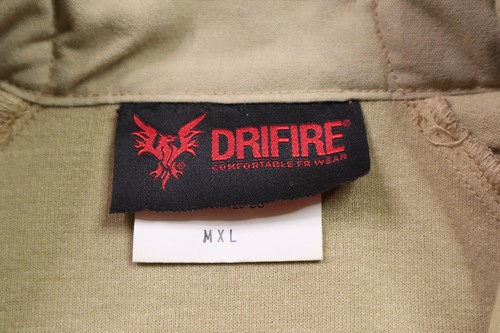 DRIFIRE®
COMFORTABLE FR WEAR
®
MXL